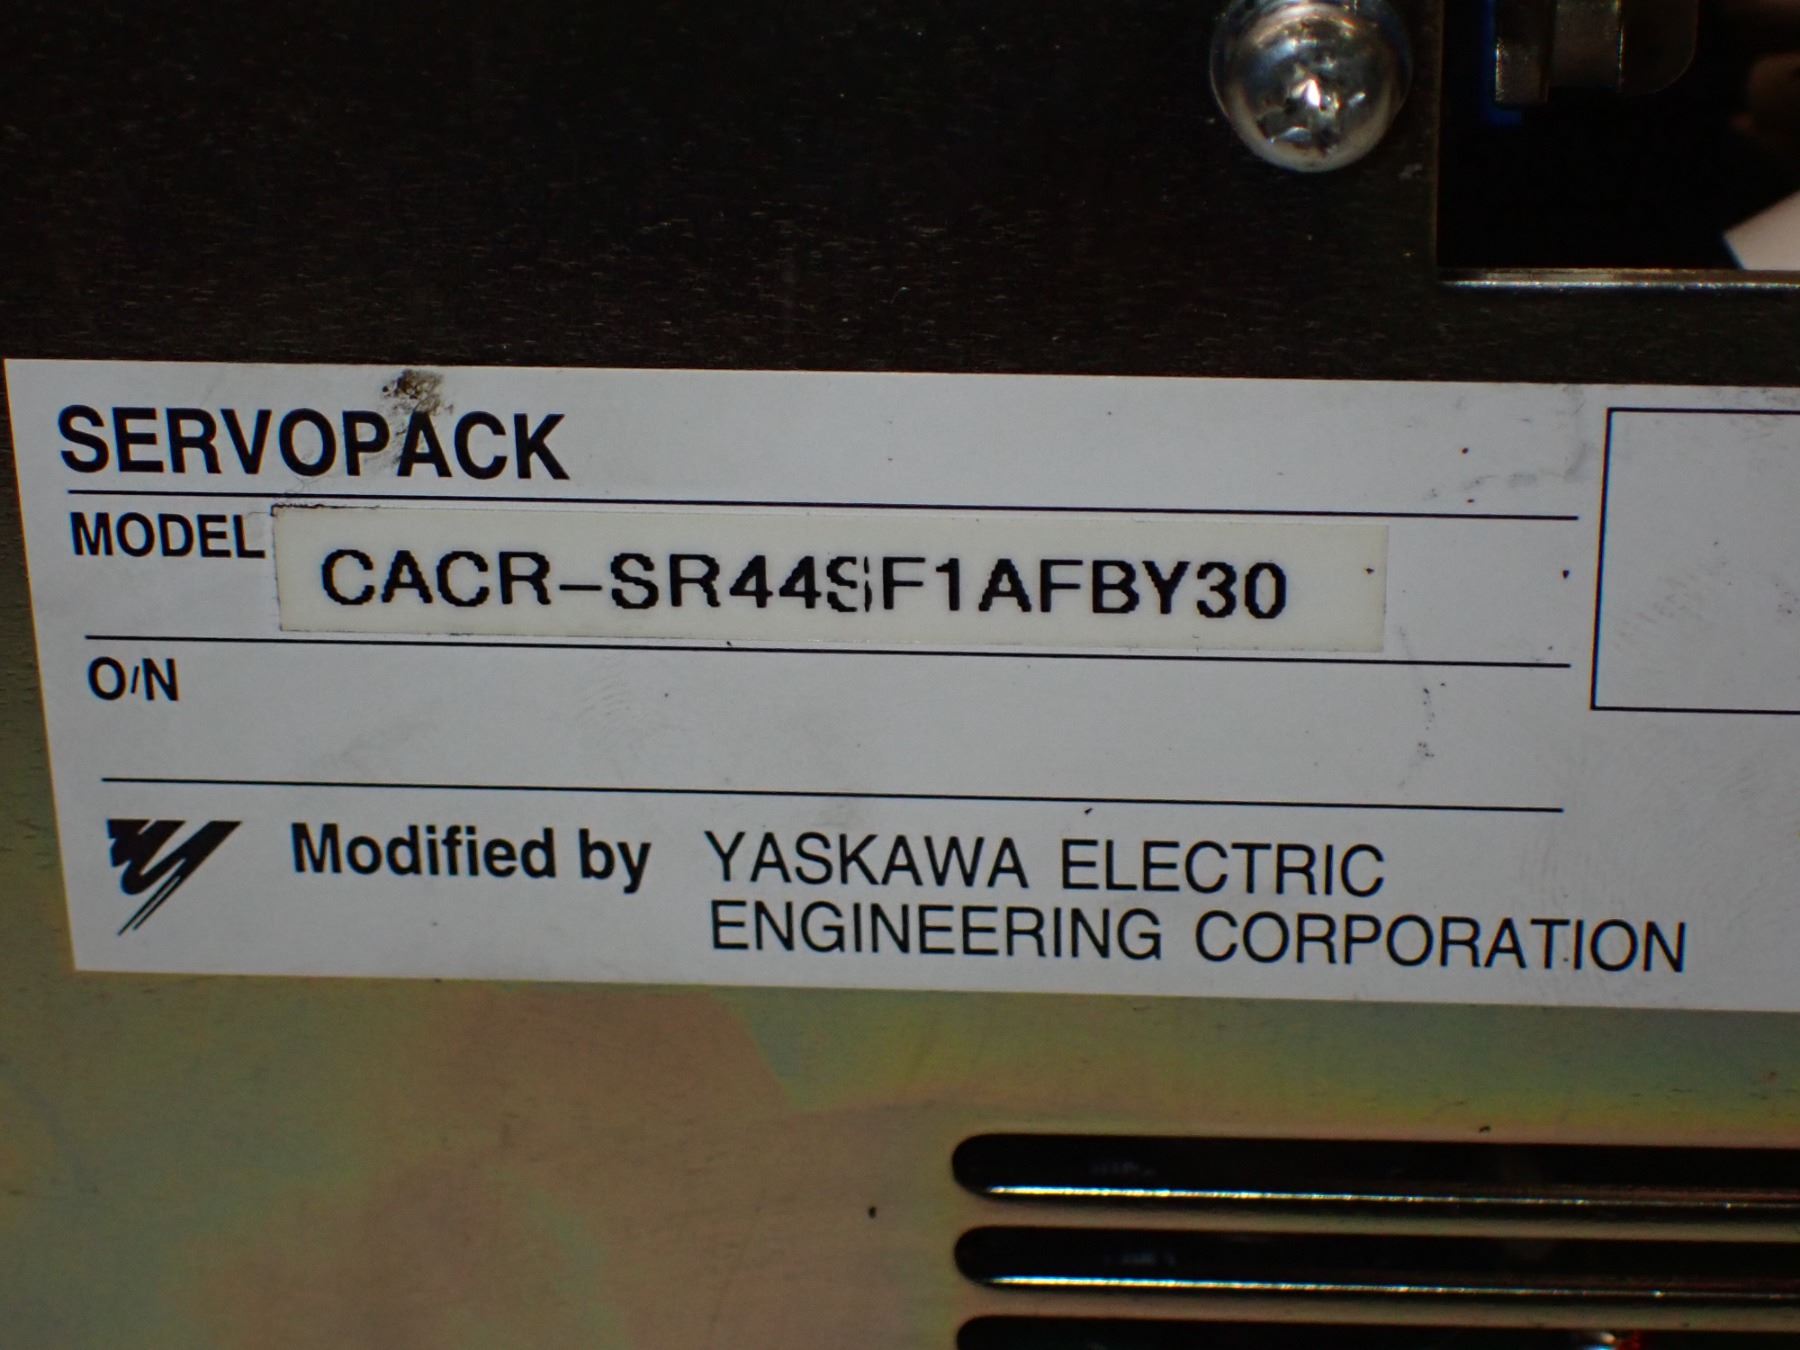 SERVOPACK
MODEL CACR-SR44SF1AFBY30
O/N
Modified by YASKAWA ELECTRIC
ENGINEERING CORPORATION